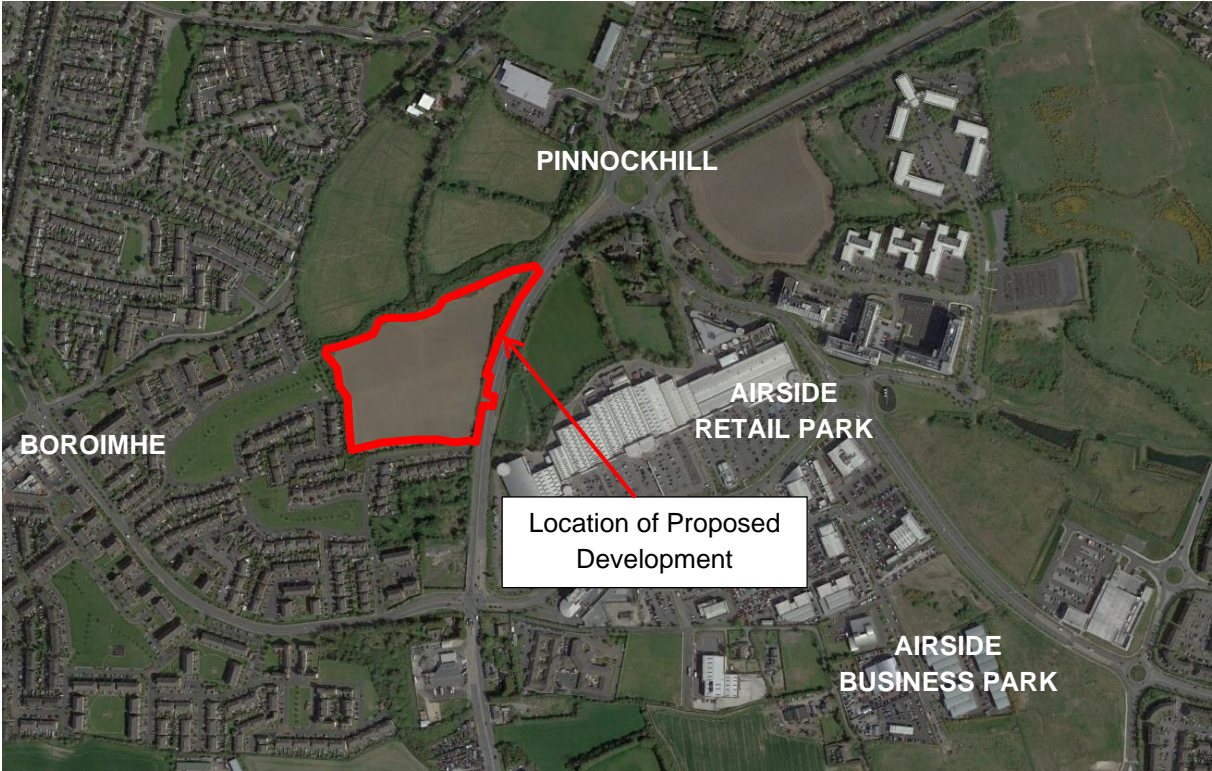 PINNOCKHILL
AIRSIDE
RETAIL PARK
BOROIMHE
Location of Proposed
Development
AIRSIDE
BUSINESS PARK